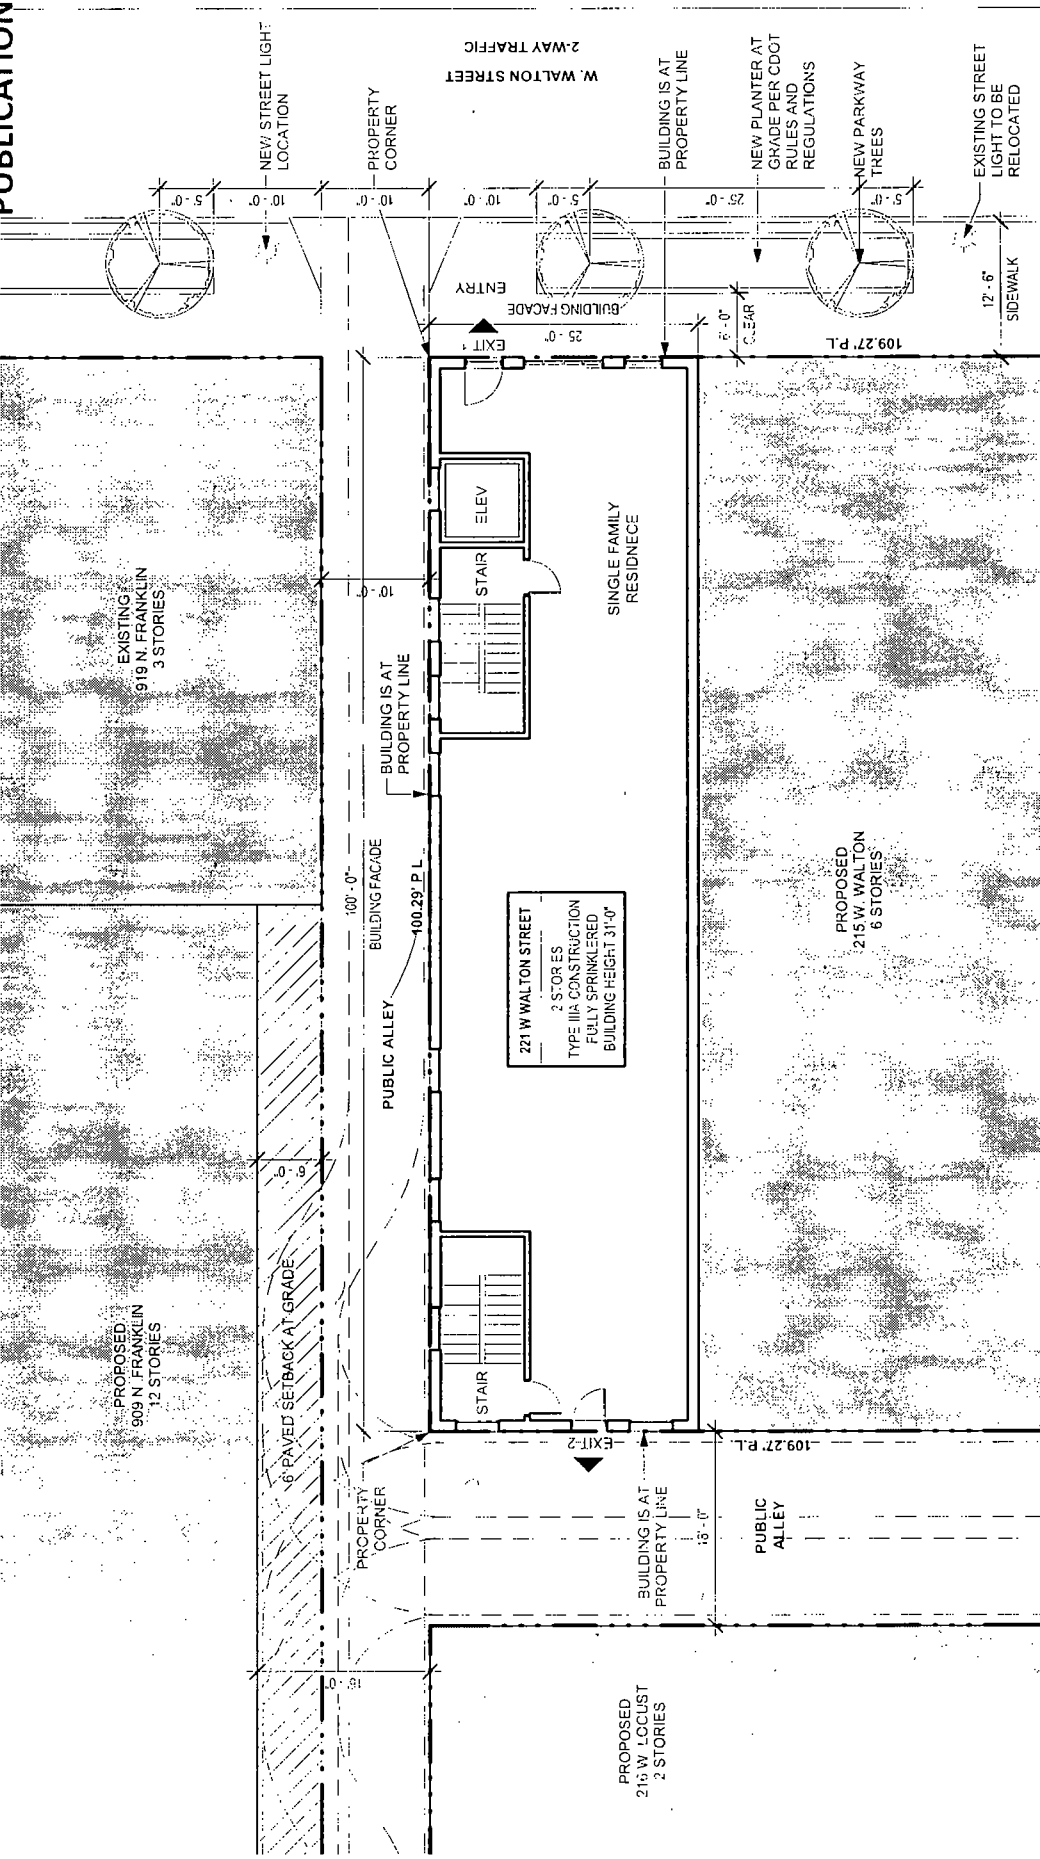 PUBLICATION
W. WALTON STREET
2-WAY TRAFFIC
NEW STREET LIGHT
LOCATION
PROPERTY
CORNER
BUILDING IS AT
PROPERTY LINE
NEW PLANTER AT
GRADE PER CDOT
RULES AND
REGULATIONS
NEW PARKWAY
TREES
EXISTING STREET
LIGHT TO BE
RELOCATED
5'-0"
10'-0"
10'-0"
10'-0"
5'-0"
25'-0"
5'-0"
12'-6"
SIDEWALK
ENTRY
BUILDING FACADE
25'-0"
EXIT 1
CLEAR
109.27' P.L.
EXISTING
919 N. FRANKLIN
3 STORIES
10'-0"
ELEV
STAIR
SINGLE FAMILY
RESIDNECE
BUILDING IS AT
PROPERTY LINE
100'-0"
BUILDING FACADE
100.29' P.L.
PUBLIC ALLEY
221 W WALTON STREET
2 STORIES
TYPE IIIA CONSTRUCTION
FULLY SPRINKLERED
BUILDING HEIGHT 31'-0"
PROPOSED
215 W. WALTON
6 STORIES
6'-0"
PROPOSED
909 N. FRANKLIN
12 STORIES
6' PAVED SETBACK AT GRADE
STAIR
EXIT-2
109.27' P.L.
PROPERTY
CORNER
BUILDING IS AT
PROPERTY LINE
PUBLIC
ALLEY
16'-0"
PROPOSED
216 W. LOCUST
2 STORIES